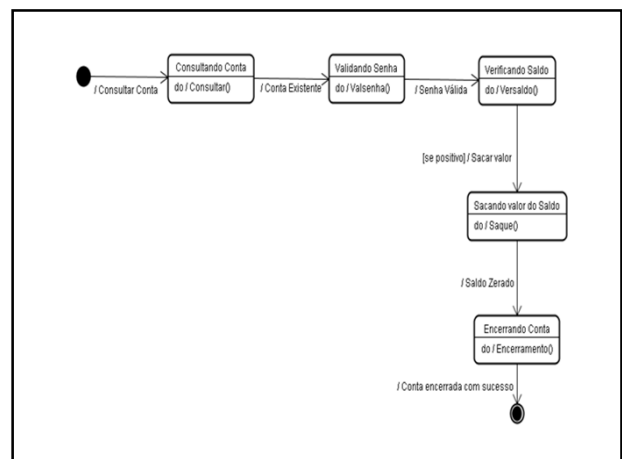 Consultando Conta
do / Consultar()
Validando Senha
do / Valsenha()
Verificando Saldo
do / Versaldo()
/ Consultar Conta
/ Conta Existente
/ Senha Válida
[se positivo] / Sacar valor
Sacando valor do Saldo
do / Saque()
/ Saldo Zerado
Encerrando Conta
do / Encerramento()
/ Conta encerrada com sucesso